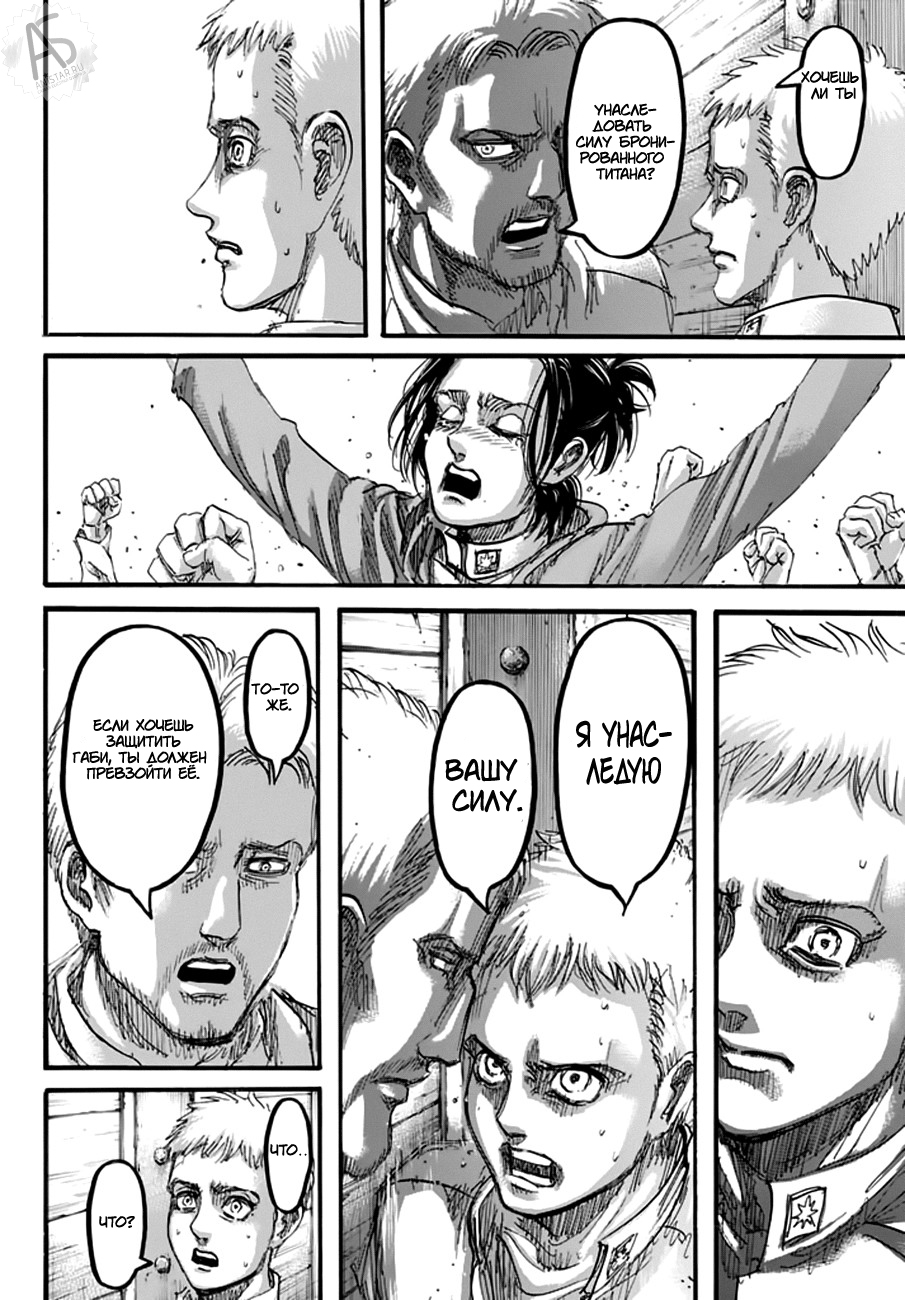 ХОЧЕШЬ
ЛИ ТЫ
УНАСЛЕ-
ДОВАТЬ
СИЛУ БРОНИ-
РОВАННОГО
ТИТАНА?
Я УНАС-
ЛЕДУЮ
ВАШУ
СИЛУ.
ТО-ТО
ЖЕ.
ЕСЛИ ХОЧЕШЬ
ЗАЩИТИТЬ
ГАБИ, ТЫ ДОЛЖЕН
ПРЕВЗОЙТИ ЕЁ.
ЧТО..
ЧТО?